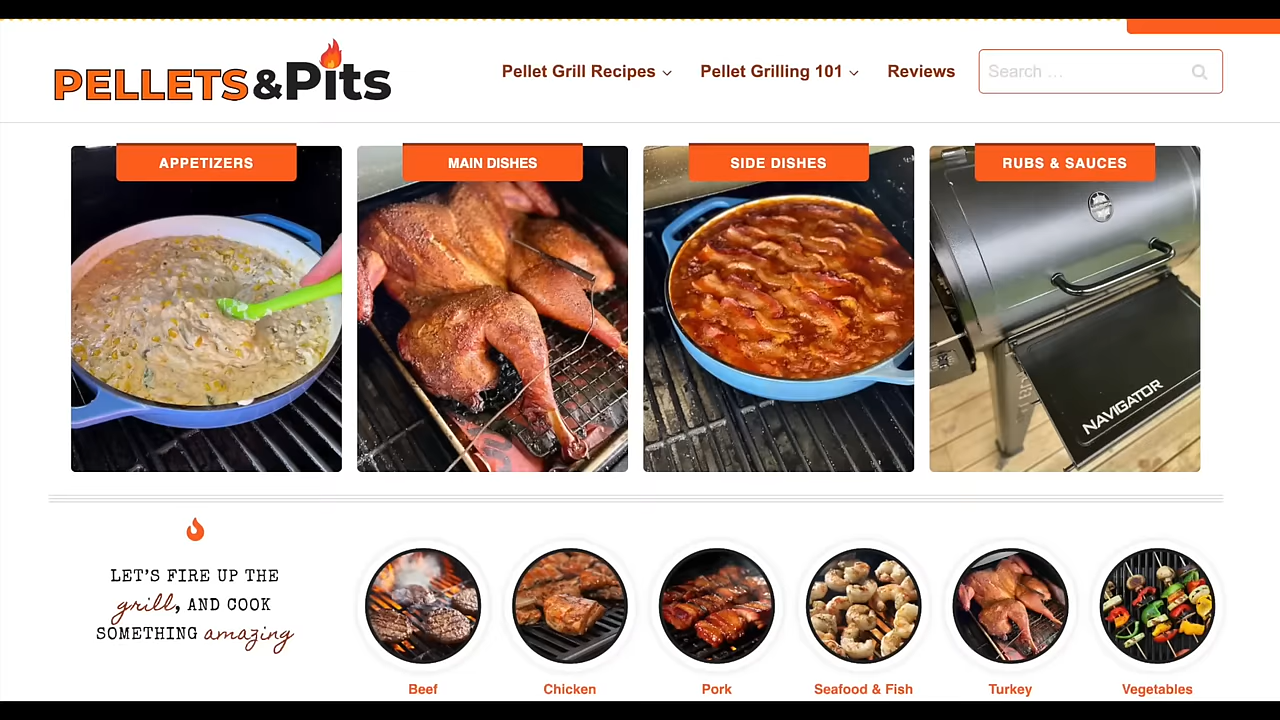 PELLETS&Pits
Pellet Grill Recipes
Pellet Grilling 101
Reviews
Search ...
APPETIZERS
MAIN DISHES
SIDE DISHES
RUBS & SAUCES
NAVIGATOR
LET'S FIRE UP THE
grill, AND COOK
SOMETHING amazing
Beef
Chicken
Pork
Seafood & Fish
Turkey
Vegetables